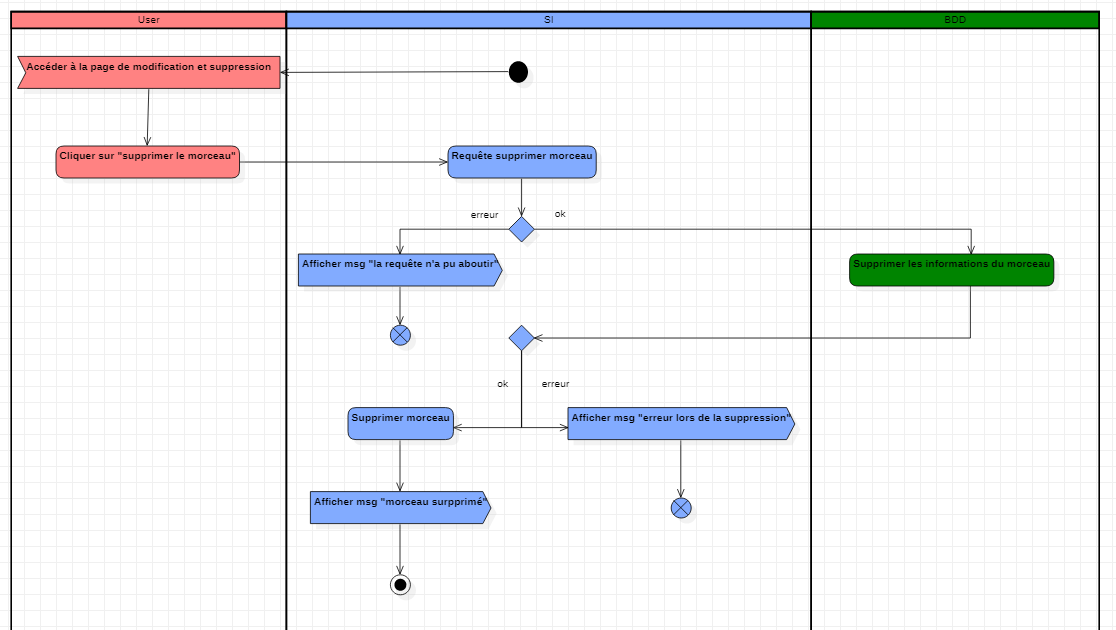 User
SI
BDD
Accéder à la page de modification et suppression
Cliquer sur "supprimer le morceau"
Requête supprimer morceau
erreur
ok
Afficher msg "la requête n'a pu aboutir"
Supprimer les informations du morceau
ok
erreur
Supprimer morceau
Afficher msg "erreur lors de la suppression"
Afficher msg "morceau surpprimé"